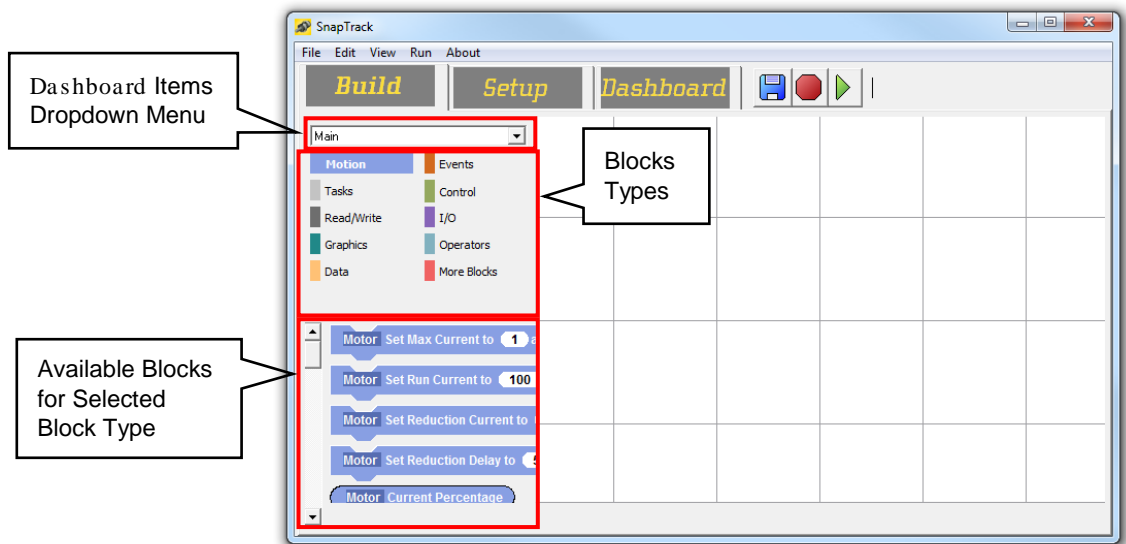 SnapTrack
File Edit View Run About
Build Setup Dashboard
Dashboard Items
Dropdown Menu
Main
Motion Events
Tasks Control
Read/Write I/O
Graphics Operators
Data More Blocks
Blocks
Types
Available Blocks
for Selected
Block Type
Motor Set Max Current to 1 a
Motor Set Run Current to 100
Motor Set Reduction Current to
Motor Set Reduction Delay to 5
Motor Current Percentage